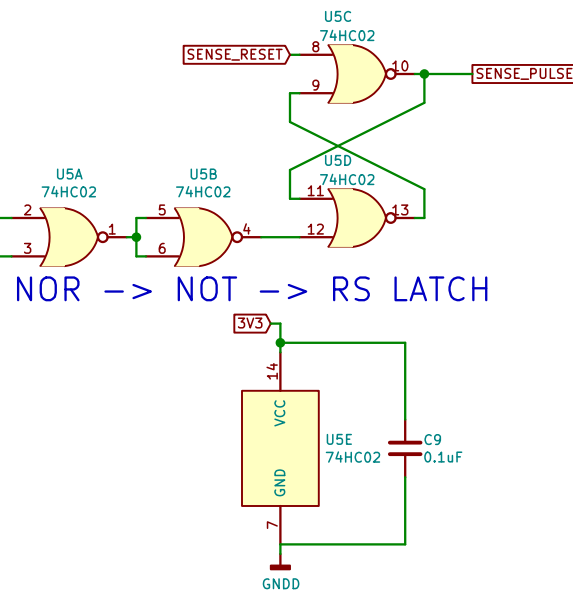 U5C
74HC02
SENSE_RESET 8
10
SENSE_PULSE
9
U5D
74HC02
11
13
12
U5A
74HC02
2
1
3
U5B
74HC02
5
4
6
NOR -> NOT -> RS LATCH
3V3
14
VCC
U5E
74HC02
GND
7
C9
0.1uF
GNDD